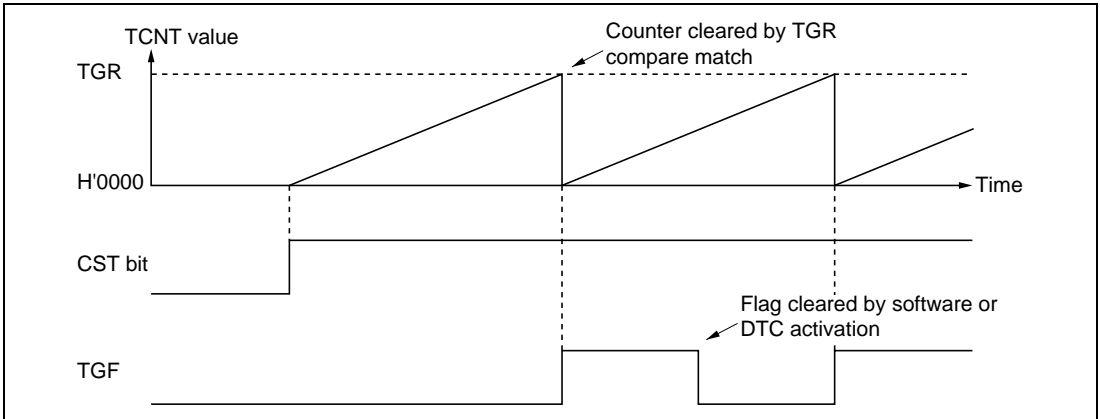 TCNT value
Counter cleared by TGR
compare match
TGR
H'0000
Time
CST bit
Flag cleared by software or
DTC activation
TGF